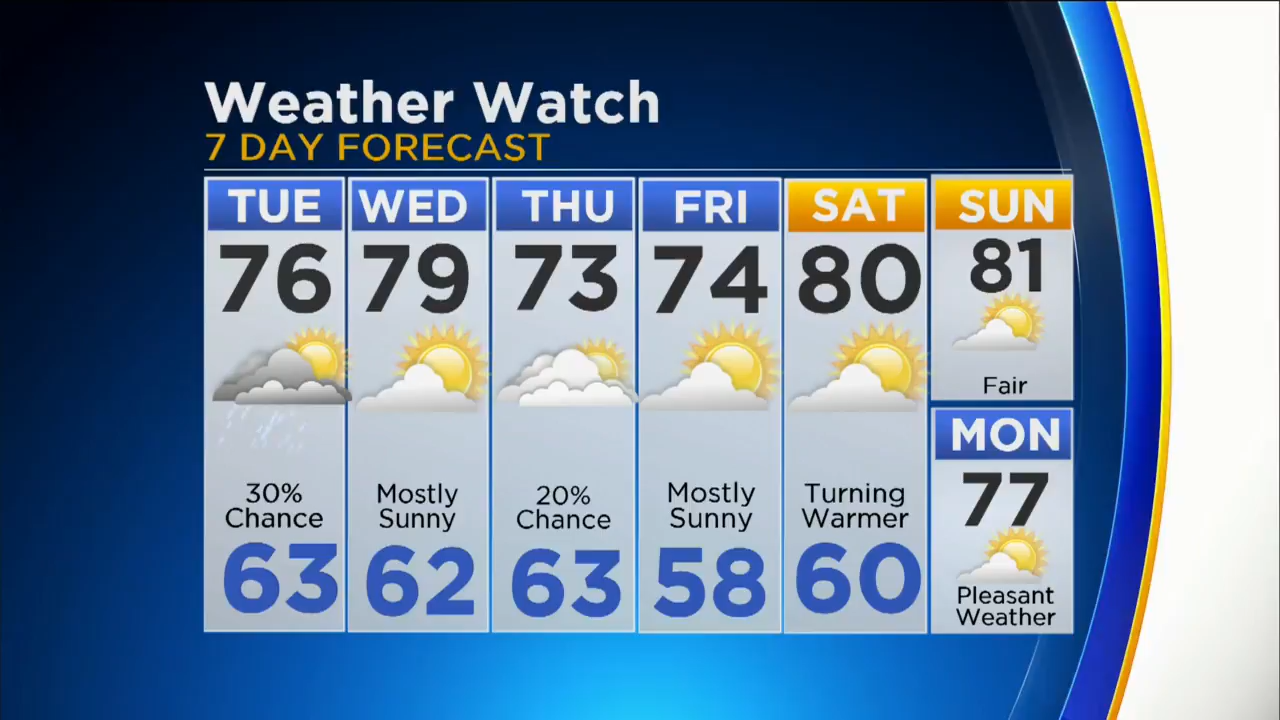 Weather Watch
7 DAY FORECAST
TUE
76
30%
Chance
63
WED
79
Mostly
Sunny
62
THU
73
20%
Chance
63
FRI
74
Mostly
Sunny
58
SAT
80
Turning
Warmer
60
SUN
81
Fair
MON
77
Pleasant
Weather